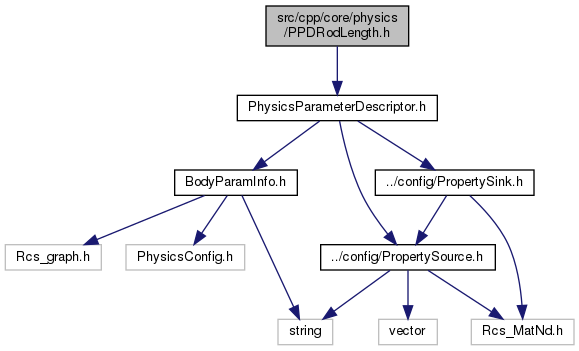 src/cpp/core/physics
/PPDRodLength.h
PhysicsParameterDescriptor.h
BodyParamInfo.h
../config/PropertySink.h
Rcs_graph.h
PhysicsConfig.h
../config/PropertySource.h
string
vector
Rcs_MatNd.h